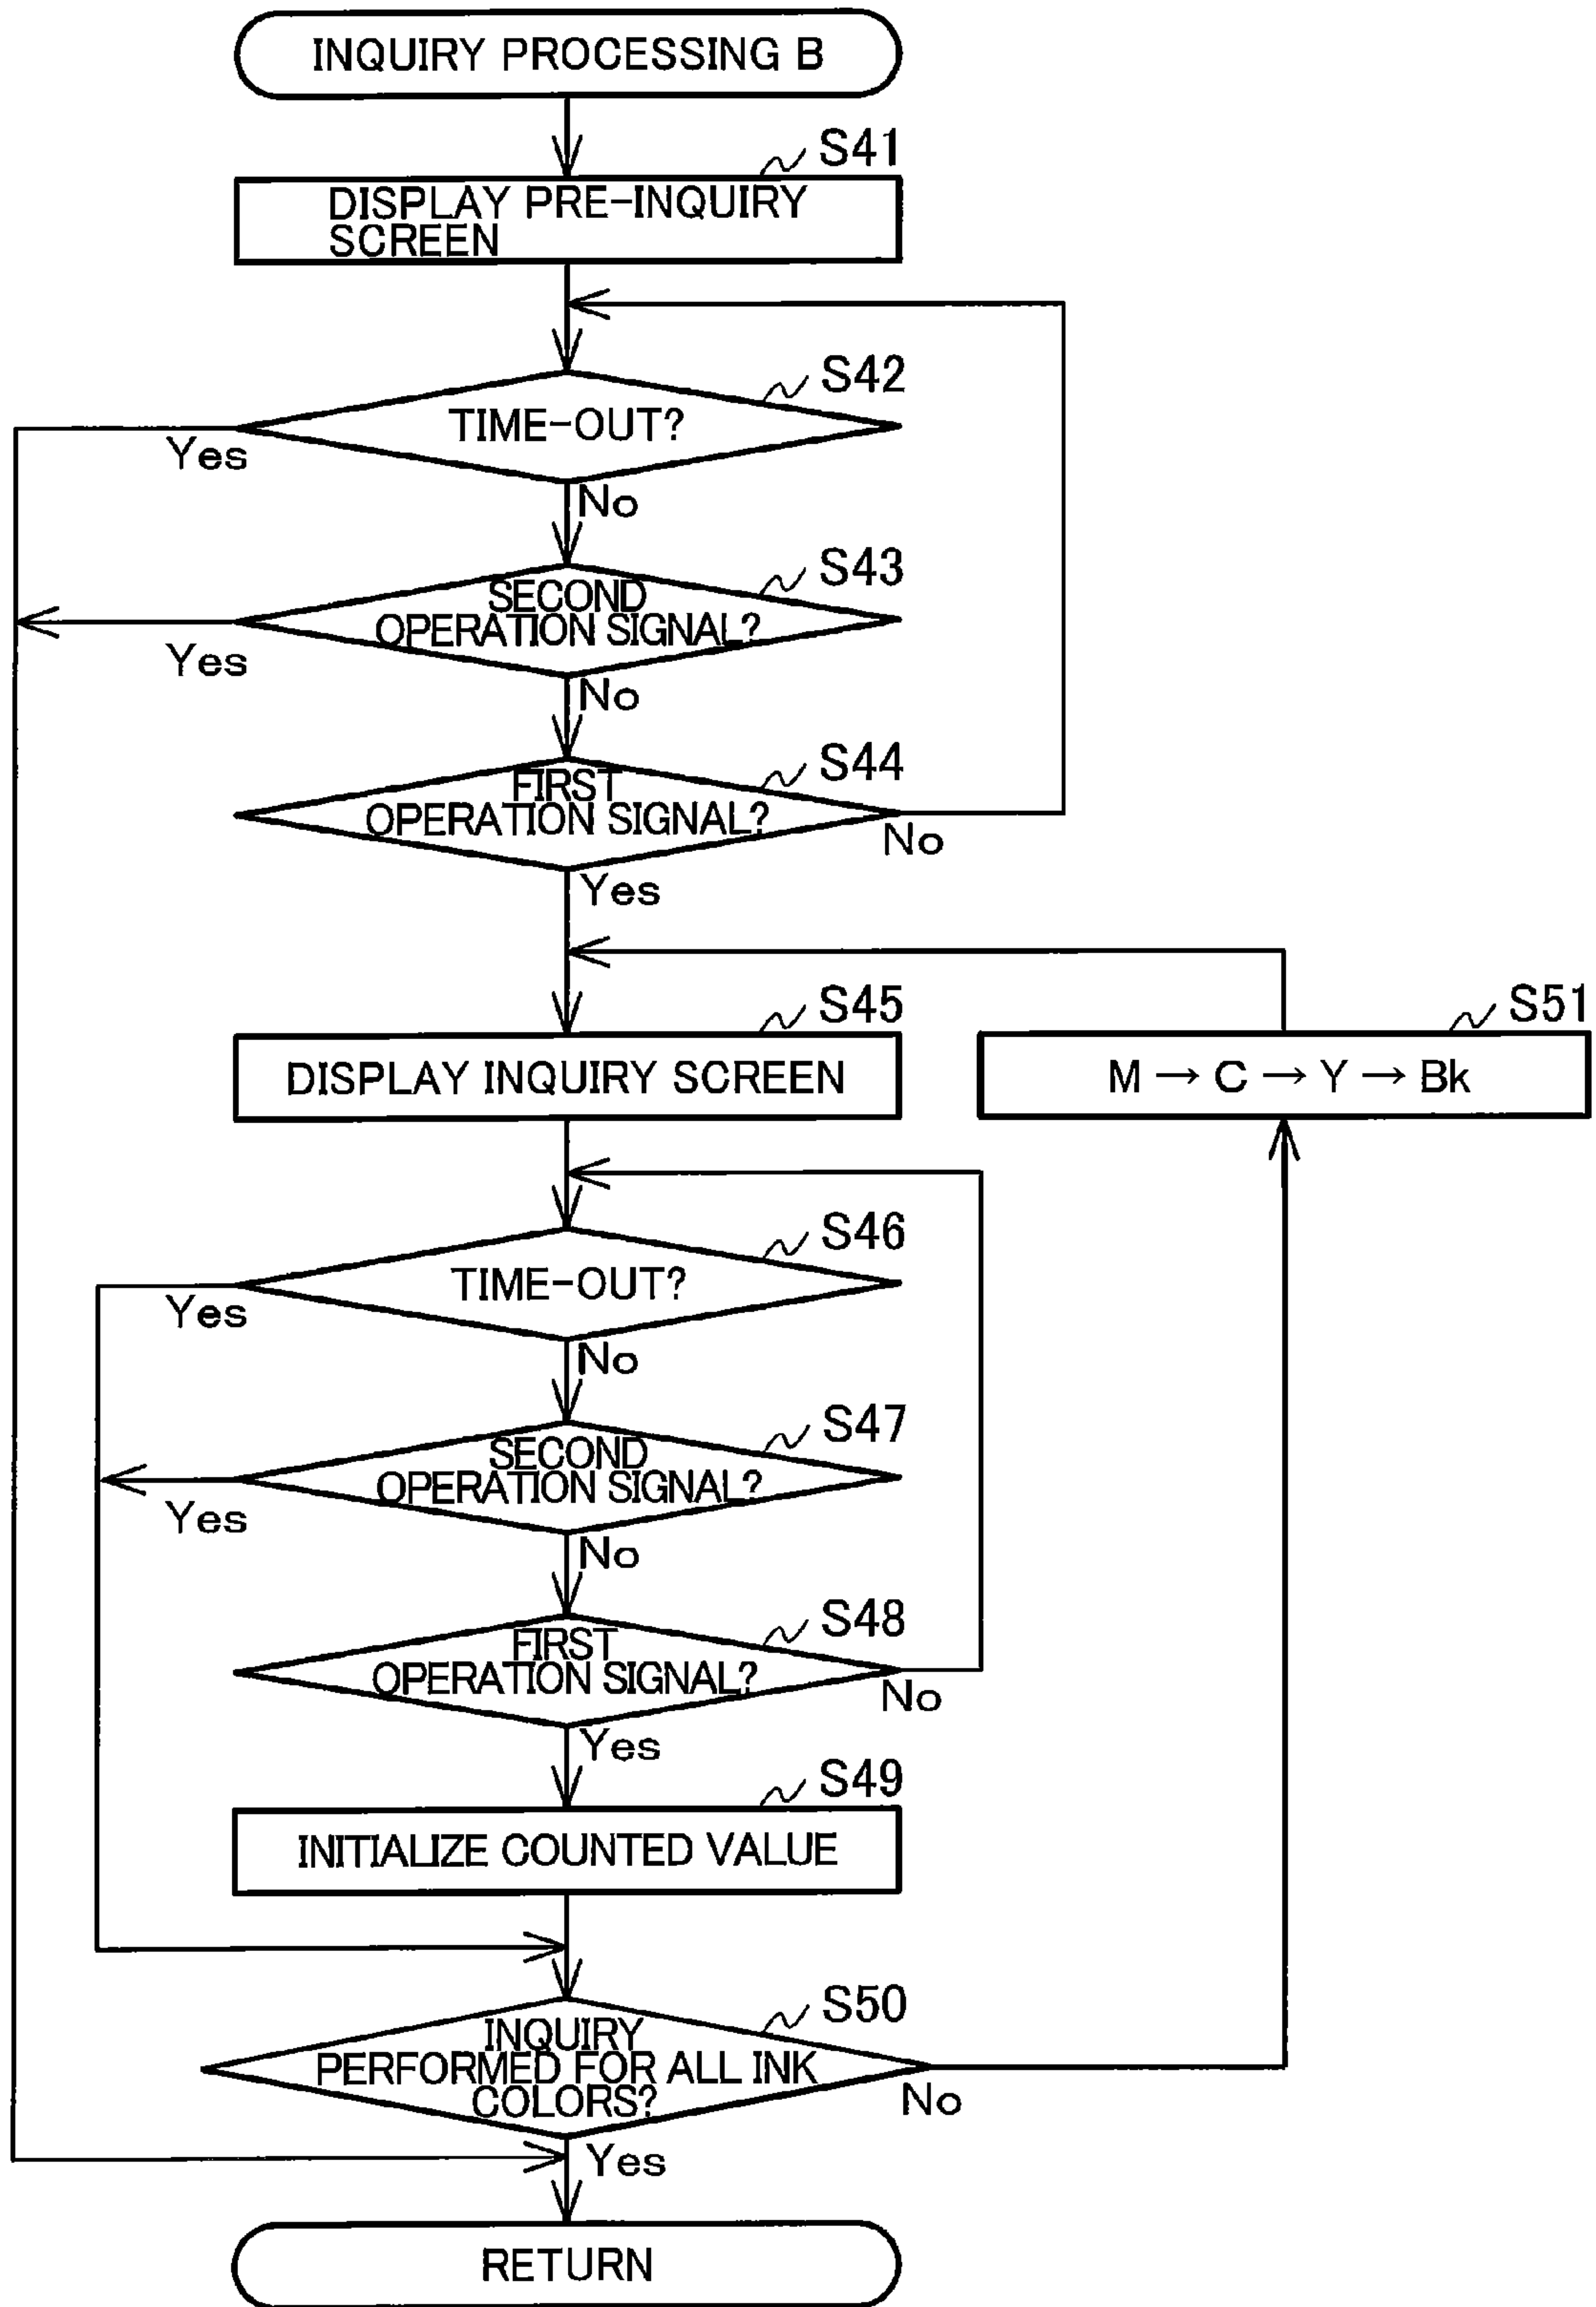 INQUIRY PROCESSING B
S41
DISPLAY PRE-INQUIRY
SCREEN
S42
TIME-OUT?
Yes
No
S43
SECOND
OPERATION SIGNAL?
Yes
No
S44
FIRST
OPERATION SIGNAL?
No
Yes
S45
DISPLAY INQUIRY SCREEN
S51
M → C → Y → Bk
S46
TIME-OUT?
Yes
No
S47
SECOND
OPERATION SIGNAL?
Yes
No
S48
FIRST
OPERATION SIGNAL?
No
Yes
S49
INITIALIZE COUNTED VALUE
S50
INQUIRY
PERFORMED FOR ALL INK
COLORS?
No
Yes
RETURN